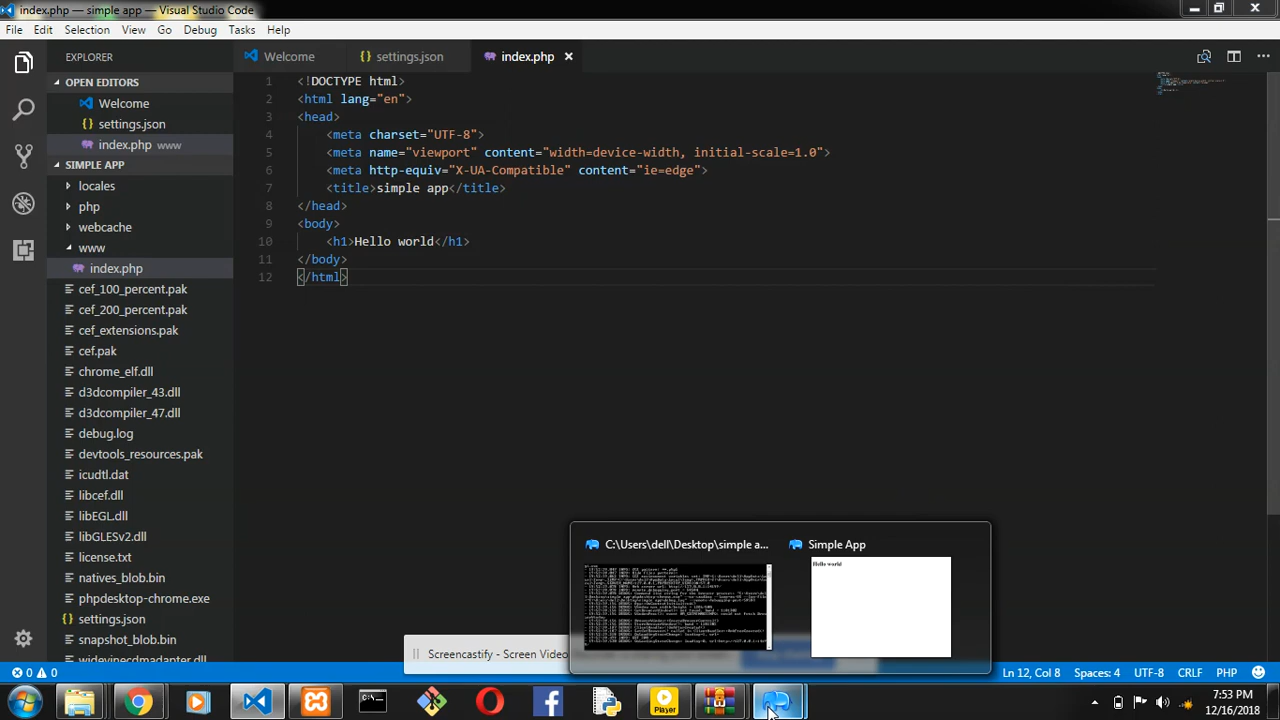 index.php — simple app — Visual Studio Code
File Edit Selection View Go Debug Tasks Help
EXPLORER
OPEN EDITORS
Welcome
settings.json
index.php www
SIMPLE APP
locales
php
webcache
www
index.php
cef_100_percent.pak
cef_200_percent.pak
cef_extensions.pak
cef.pak
chrome_elf.dll
d3dcompiler_43.dll
d3dcompiler_47.dll
debug.log
devtools_resources.pak
icudtl.dat
libcef.dll
libEGL.dll
libGLESv2.dll
license.txt
natives_blob.bin
phpdesktop-chrome.exe
settings.json
snapshot_blob.bin
widevinecdmadapter.dll
Welcome settings.json index.php
1 <!DOCTYPE html>
2 <html lang="en">
3 <head>
4 <meta charset="UTF-8">
5 <meta name="viewport" content="width=device-width, initial-scale=1.0">
6 <meta http-equiv="X-UA-Compatible" content="ie=edge">
7 <title>simple app</title>
8 </head>
9 <body>
10 <h1>Hello world</h1>
11 </body>
12 </html>
C:\Users\dell\Desktop\simple a... Simple App
Hello world
Screencastify - Screen Video
0 0 Ln 12, Col 8 Spaces: 4 UTF-8 CRLF PHP
Player
7:53 PM
12/16/2018